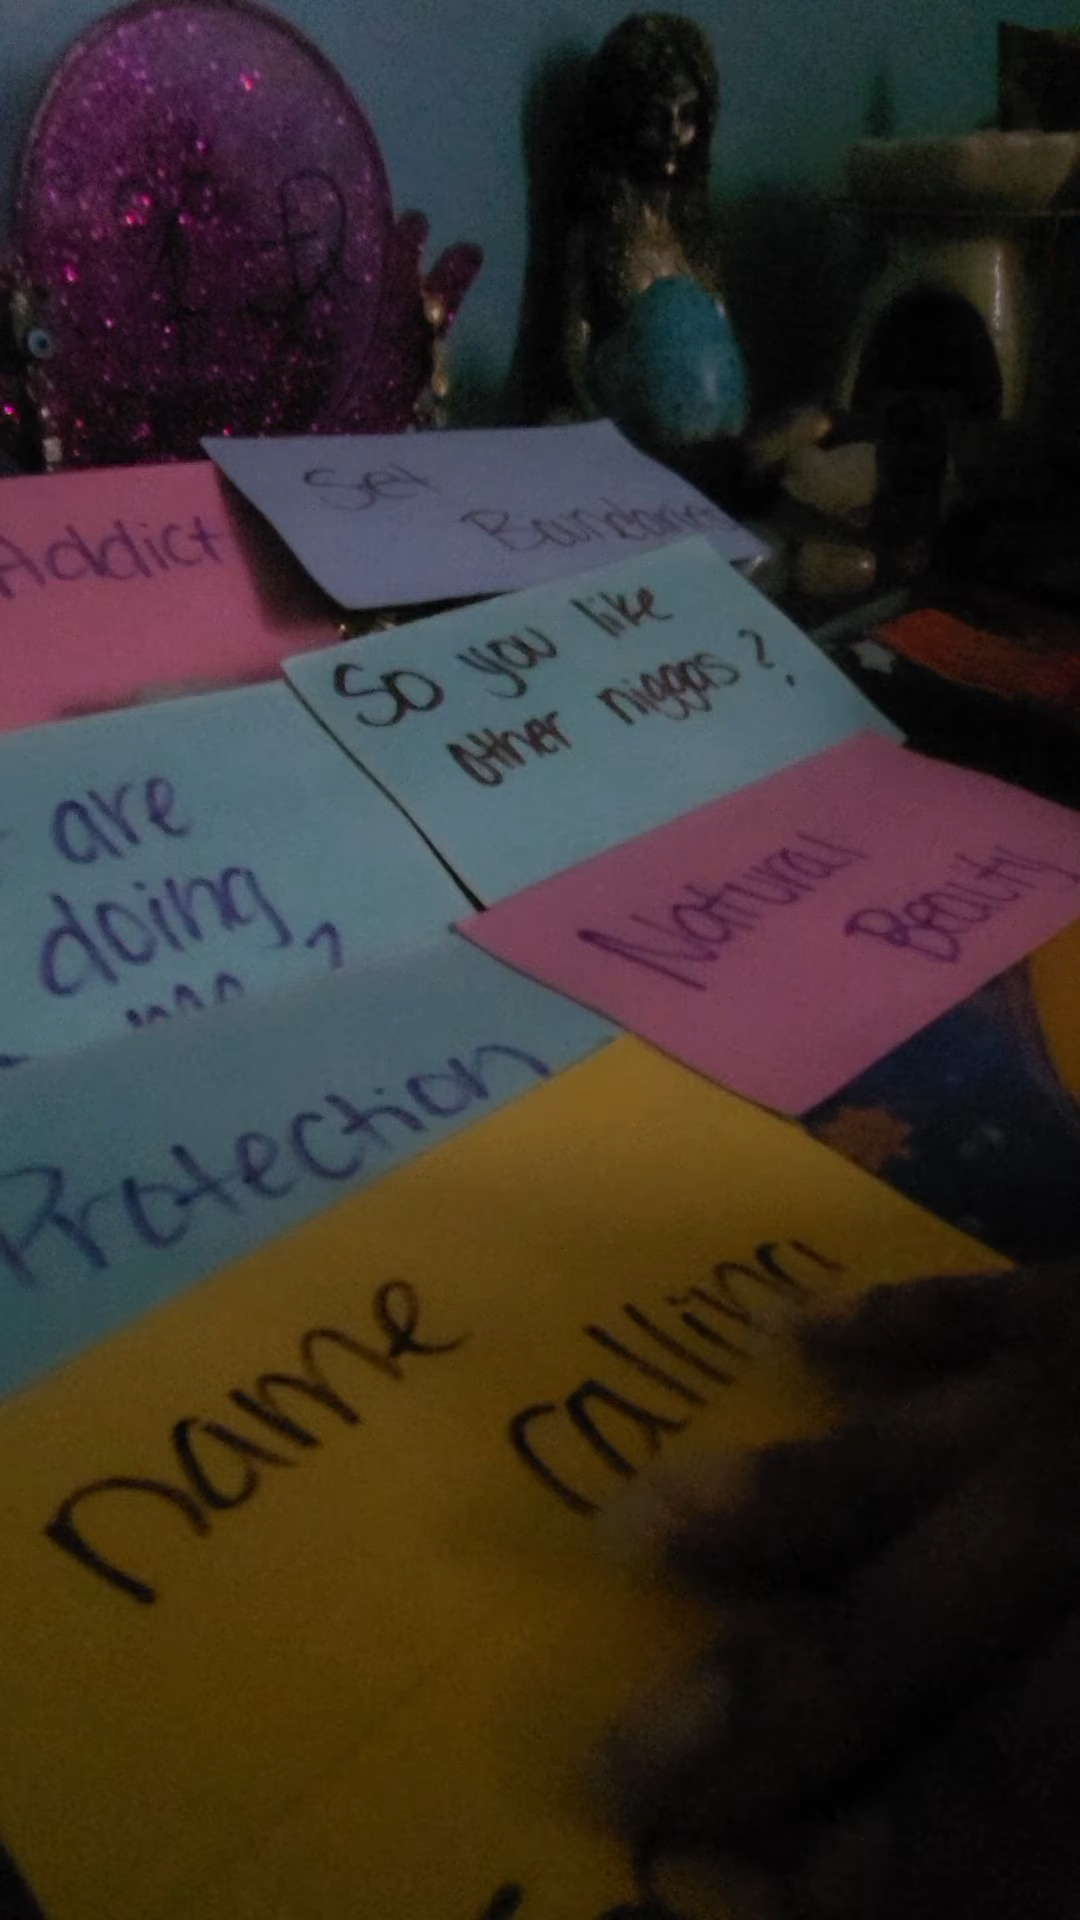 Addict
Set
Boundaries
So you like
other niggas?
are
doing,
Natural
Beauty
Protection
name
calling